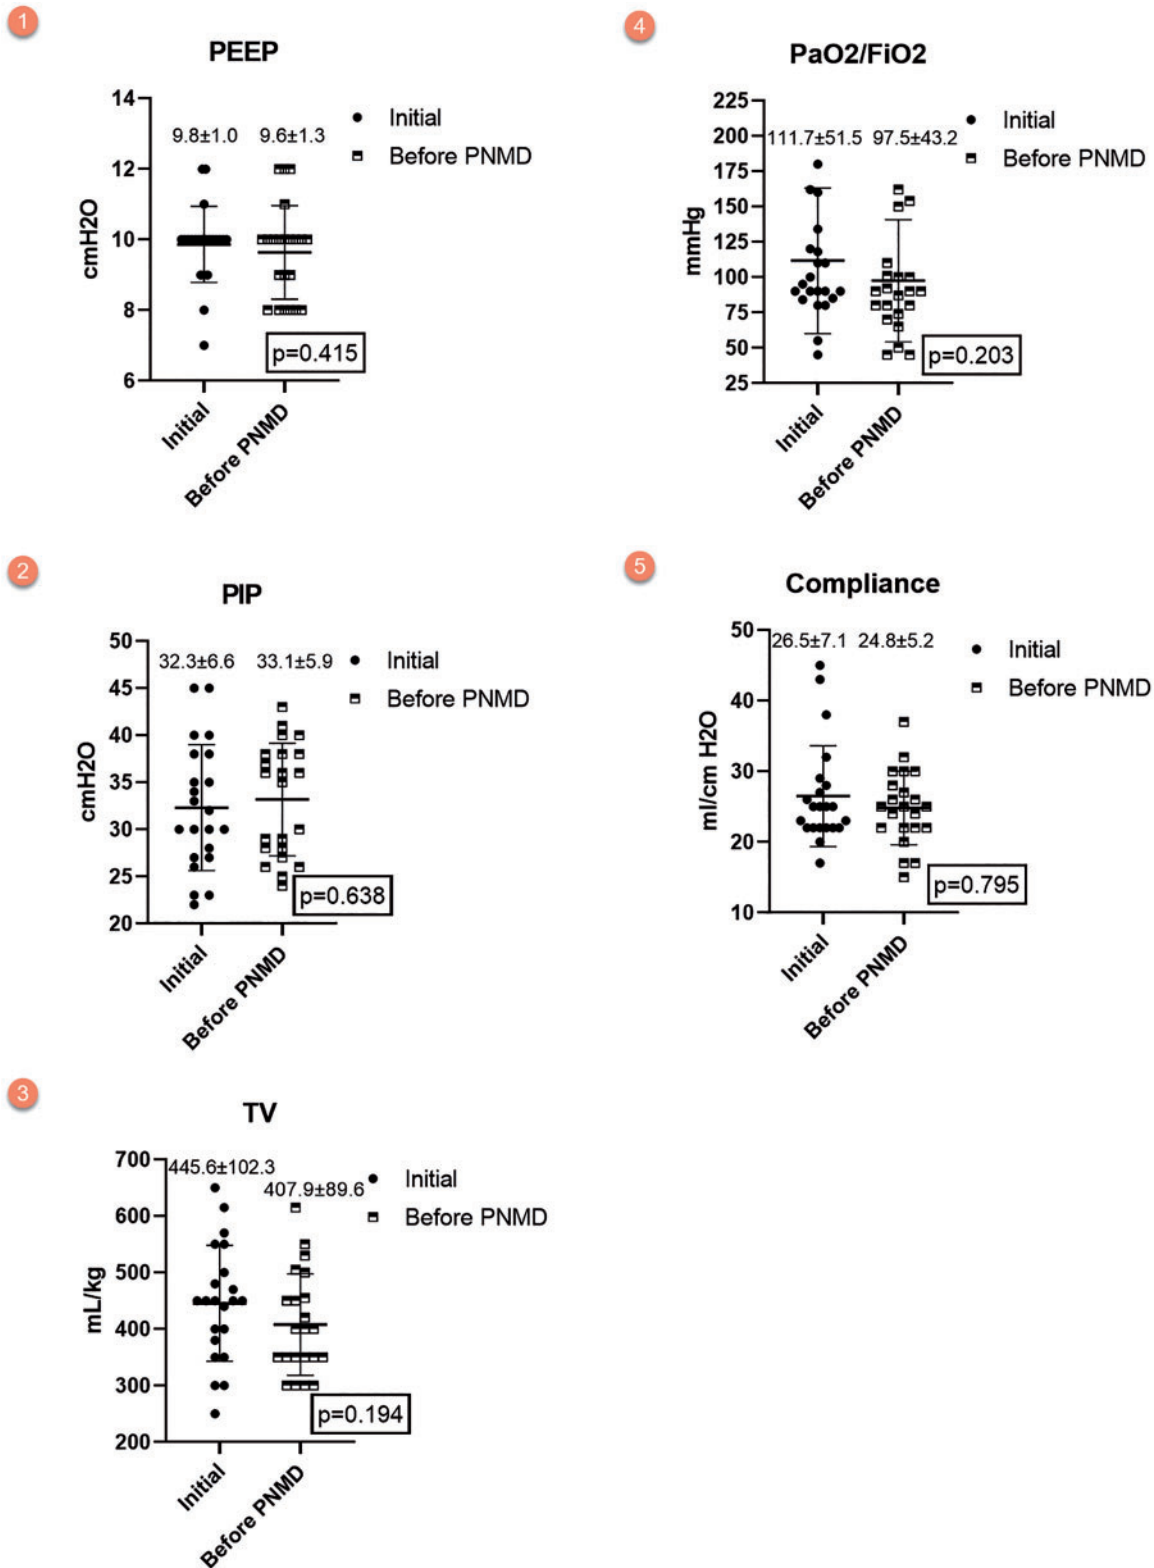 1
PEEP
14
12
10
8
6
cmH2O
9.8±1.0 9.6±1.3
Initial
Before PNMD
p=0.415
Initial
Before PNMD
2
PIP
50
45
40
35
30
25
20
cmH2O
32.3±6.6 33.1±5.9
Initial
Before PNMD
p=0.638
Initial
Before PNMD
3
TV
700
600
500
400
300
200
mL/kg
445.6±102.3
407.9±89.6
Initial
Before PNMD
p=0.194
Initial
Before PNMD
4
PaO2/FiO2
225
200
175
150
125
100
75
50
25
mmHg
111.7±51.5 97.5±43.2
Initial
Before PNMD
p=0.203
Initial
Before PNMD
5
Compliance
50
40
30
20
10
ml/cm H2O
26.5±7.1 24.8±5.2
Initial
Before PNMD
p=0.795
Initial
Before PNMD